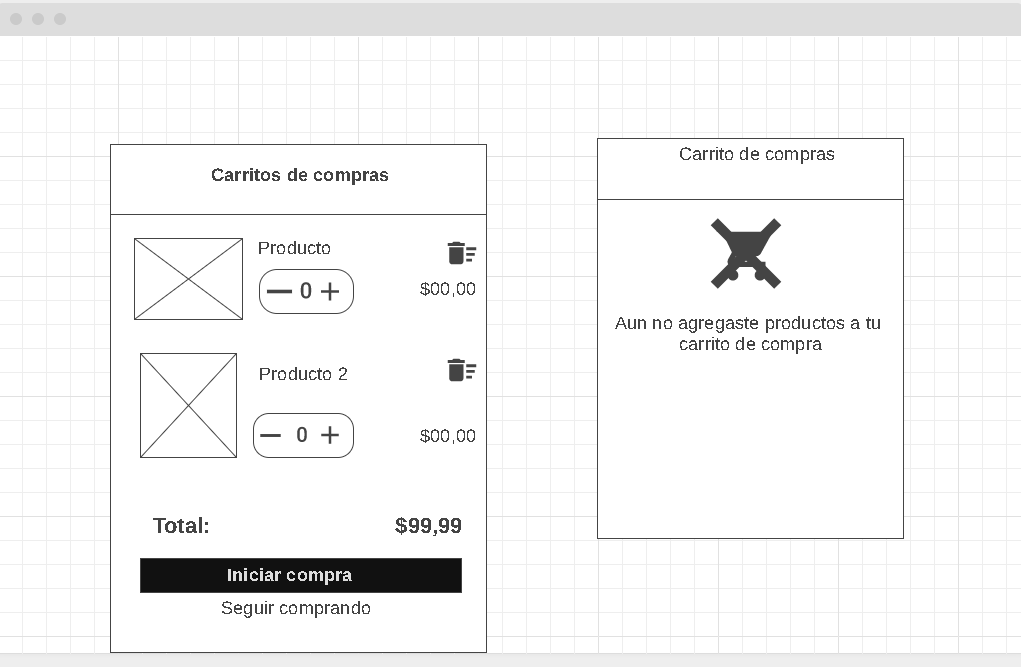 Carritos de compras
Producto
0
$00,00
Producto 2
0
$00,00
Total:
$99,99
Iniciar compra
Seguir comprando
Carrito de compras
Aun no agregaste productos a tu
carrito de compra